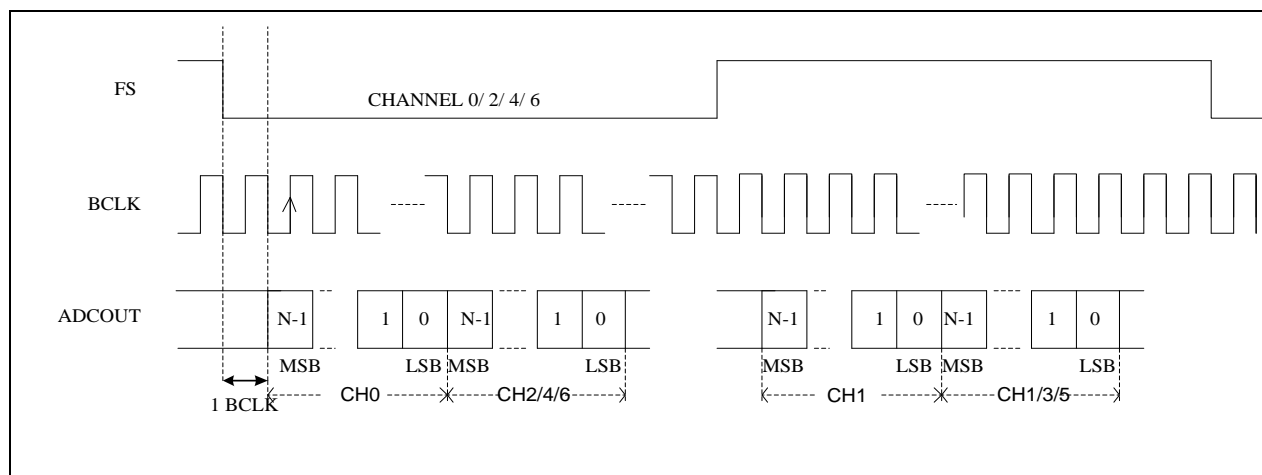 FS
CHANNEL 0/ 2/ 4/ 6
BCLK
ADCOUT
N-1
1
0
N-1
1
0
N-1
1
0
N-1
1
0
MSB
LSB
MSB
LSB
MSB
LSB
MSB
LSB
1 BCLK
CH0
CH2/4/6
CH1
CH1/3/5